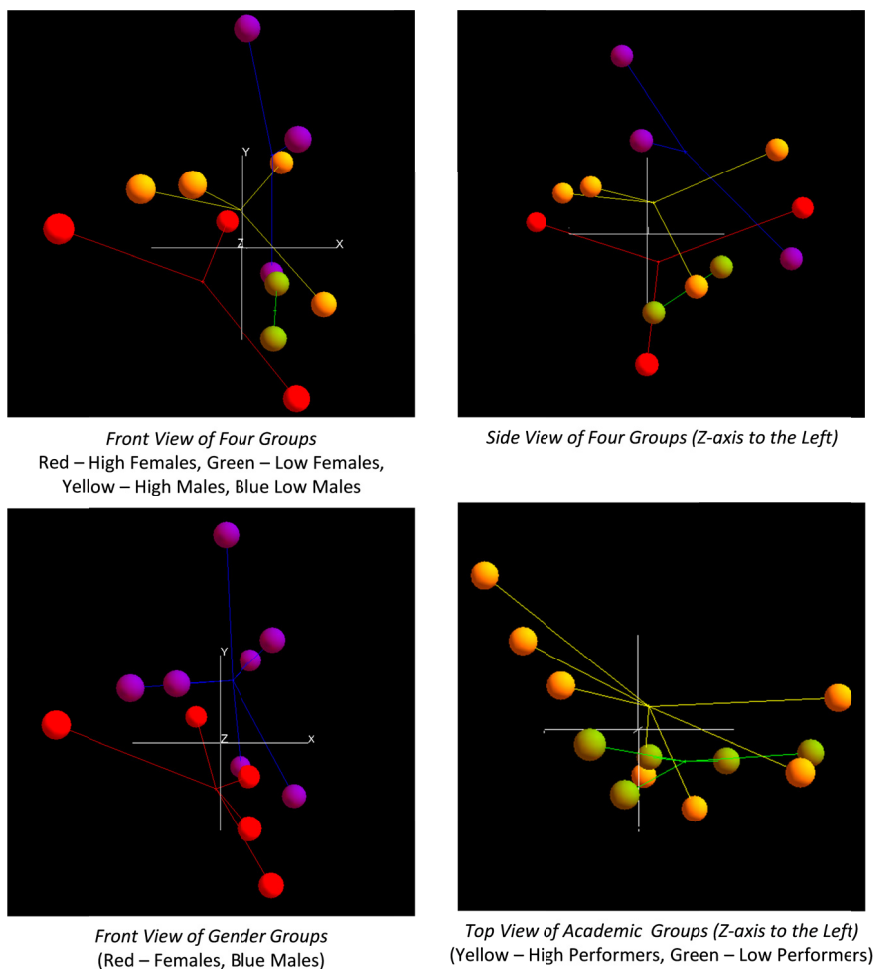 Y
Z
X
Front View of Four Groups
Red – High Females, Green – Low Females,
Yellow – High Males, Blue Low Males
Side View of Four Groups (Z-axis to the Left)
Y
Z
X
Front View of Gender Groups
(Red – Females, Blue Males)
Top View of Academic Groups (Z-axis to the Left)
(Yellow – High Performers, Green – Low Performers)